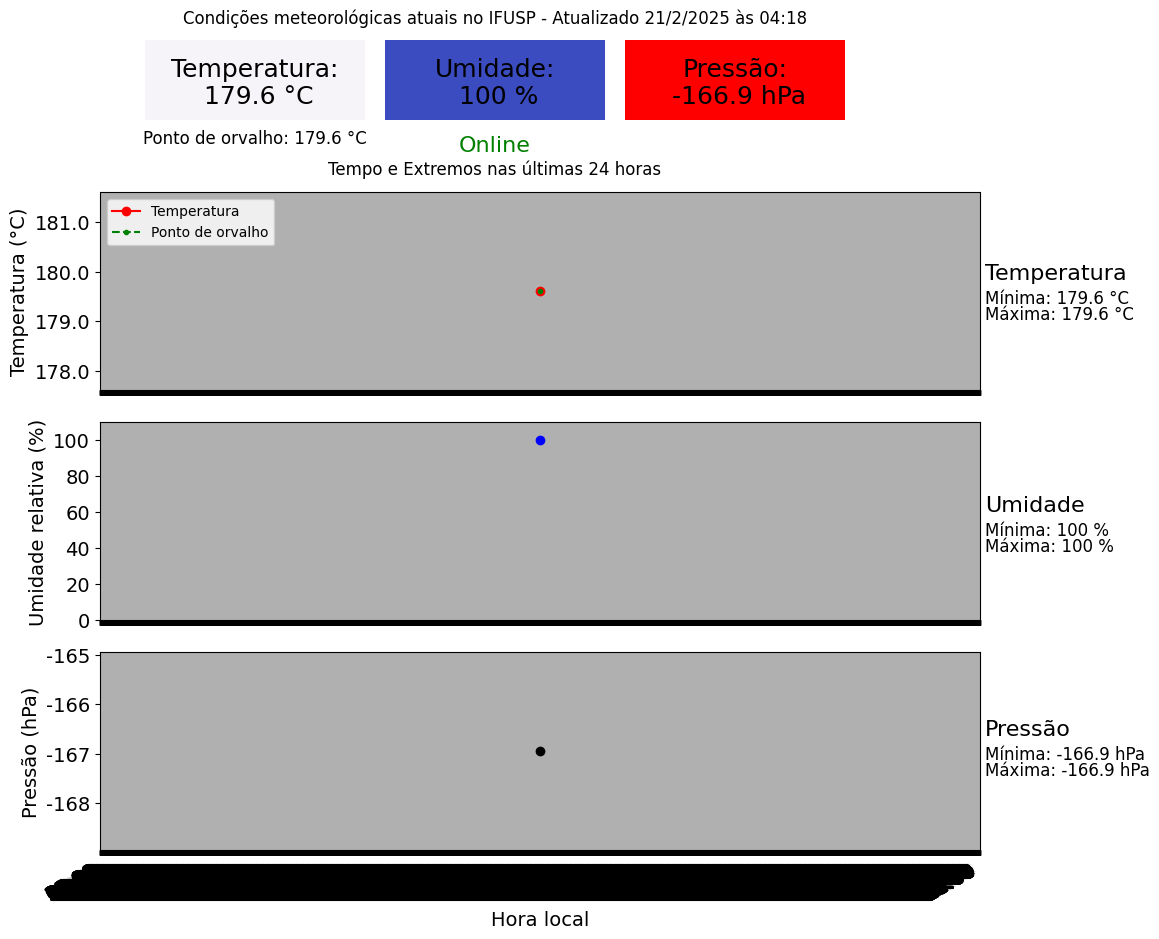 Condições meteorológicas atuais no IFUSP - Atualizado 21/2/2025 às 04:18
Temperatura:
179.6 °C
Umidade:
100 %
Pressão:
-166.9 hPa
Ponto de orvalho: 179.6 °C
Online
Tempo e Extremos nas últimas 24 horas
Temperatura (°C)
181.0
180.0
179.0
178.0
Temperatura
Ponto de orvalho
Temperatura
Mínima: 179.6 °C
Máxima: 179.6 °C
Umidade relativa (%)
100
80
60
40
20
0
Umidade
Mínima: 100 %
Máxima: 100 %
Pressão (hPa)
-165
-166
-167
-168
Pressão
Mínima: -166.9 hPa
Máxima: -166.9 hPa
Hora local